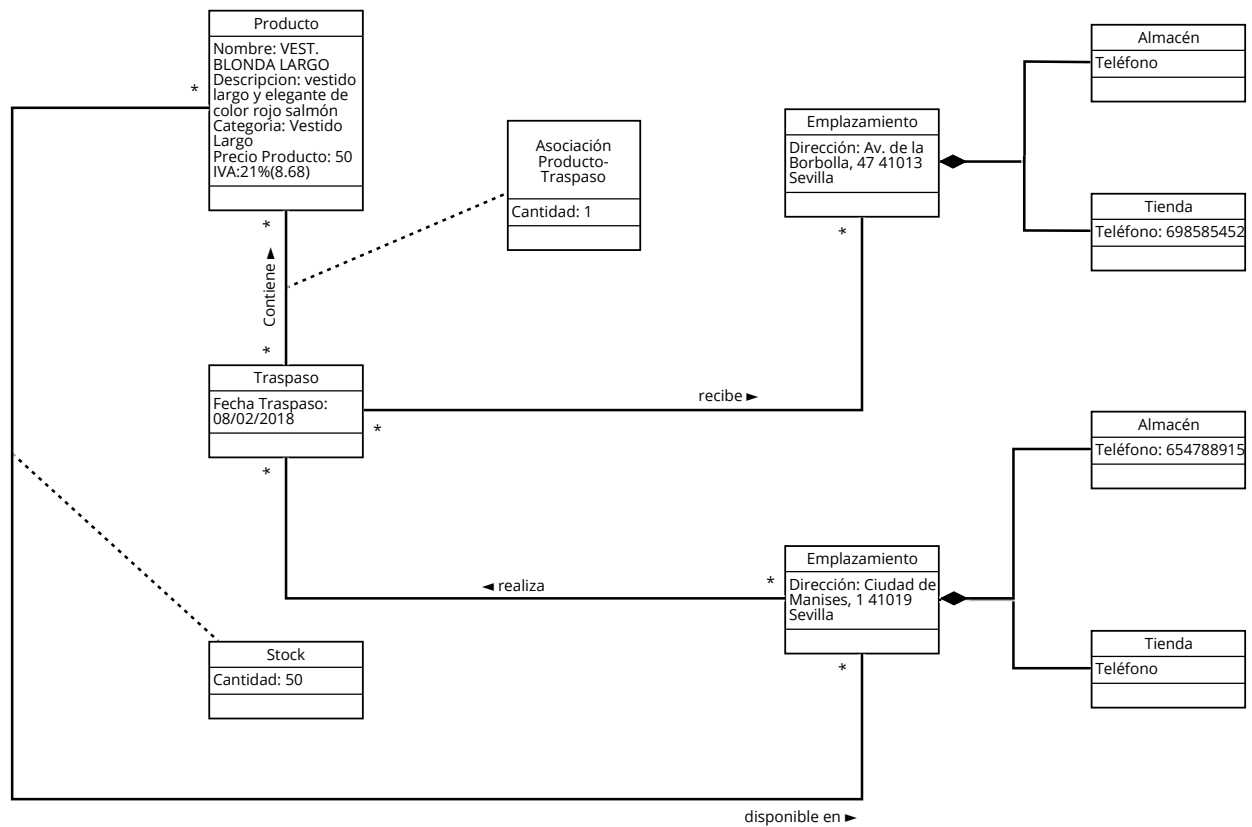 Producto
Nombre: VEST.
BLONDA LARGO
Descripcion: vestido
largo y elegante de
color rojo salmón
Categoria: Vestido
Largo
Precio Producto: 50
IVA:21%(8.68)
*
*
Contiene ►
*
Asociación
Producto-
Traspaso
Cantidad: 1
Emplazamiento
Dirección: Av. de la
Borbolla, 47 41013
Sevilla
*
Almacén
Teléfono
Tienda
Teléfono: 698585452
Traspaso
Fecha Traspaso:
08/02/2018
*
*
recibe ►
Almacén
Teléfono: 654788915
◄ realiza
*
Emplazamiento
Dirección: Ciudad de
Manises, 1 41019
Sevilla
*
Tienda
Teléfono
Stock
Cantidad: 50
disponible en ►